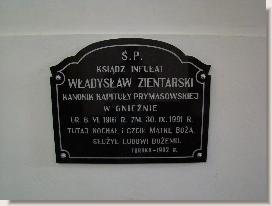 Ś.P.
KSIĄDZ INFUŁAT
WŁADYSŁAW ZIENTARSKI
KANONIK KAPITUŁY PRYMASOWSKIEJ
W GNIEŹNIE
UR. 6. VI. 1916 R. ZM. 30. IX. 1991 R.
TUTAJ KOCHAŁ I CZCIŁ MATKĘ BOŻĄ
SŁUŻYŁ LUDOWI BOŻEMU.
1992 R.